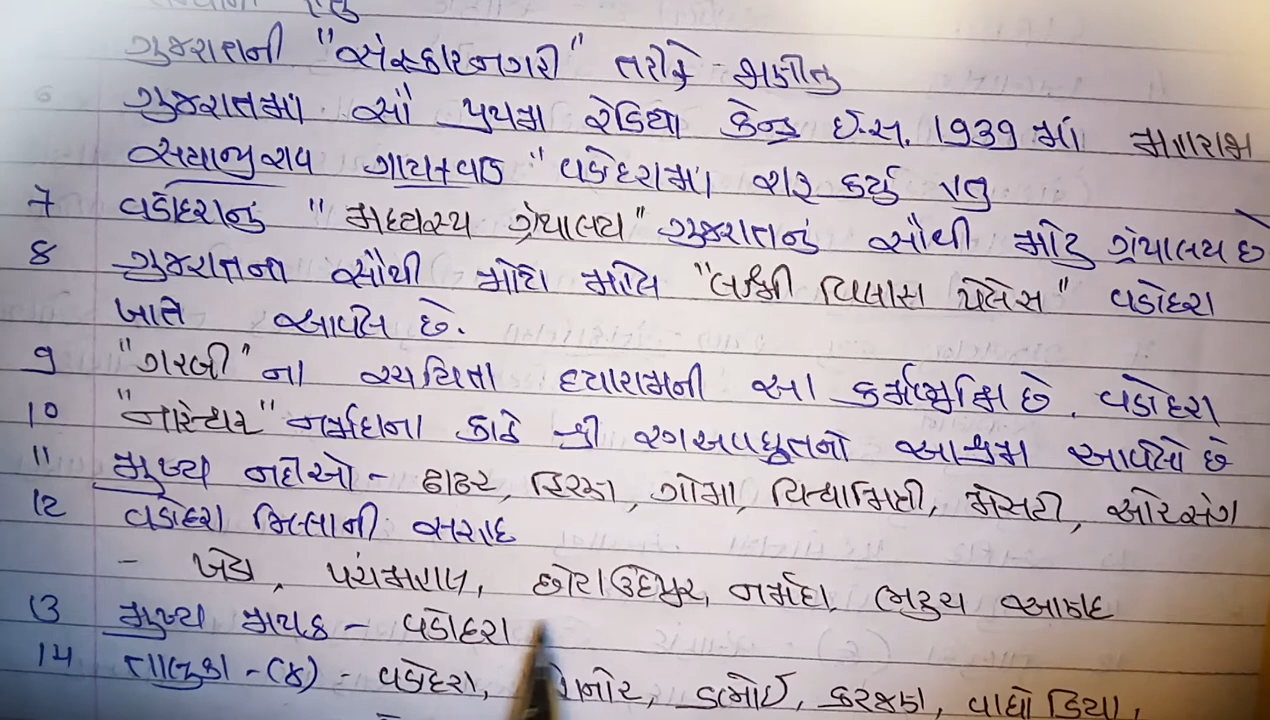 ગુજરાતની "સંસ્કારનગરી" તરીકે જાણીતુ
6 ગુજરાતમાં સૌ પ્રથમ રેડિયો કેન્દ્ર ઈ.સ. 1939 માં મહારાજા
સયાજીરાવ ગાયકવાડ "વડોદરામાં શરૂ કર્યુ હતુ
7 વડોદરાનું "મધ્યસ્થ ગ્રંથાલય" ગુજરાતનું સૌથી મોટુ ગ્રંથાલય છે
8 ગુજરાતના સૌથી મોટો મહેલ "લક્ષ્મી વિલાસ પેલેસ" વડોદરા
ખાતે આવેલ છે.
9 "ગરબી" ના રચયિતા દયારામની આ કર્મભૂમિ છે. વડોદરા
10 "નારેશ્વર" નર્મદાના કાઠે શ્રી રંગઅવધૂતનો આશ્રમ આવેલો છે
11 મુખ્ય નદીઓ - ઢાઢર, હિરણ, ગોમા, વિશ્વામિત્રી, મેસરી, ઓરસંગ
12 વડોદરા જિલ્લાની સરહદ
- ખેડા, પંચમહાલ, છોટાઉદેપુર, નર્મદા, ભરુચ આણંદ
13 મુખ્ય મથક - વડોદરા
14 તાલુકા - (૪) - વડોદરા, ડભોઈ, કરજણ, વાઘોડિયા,